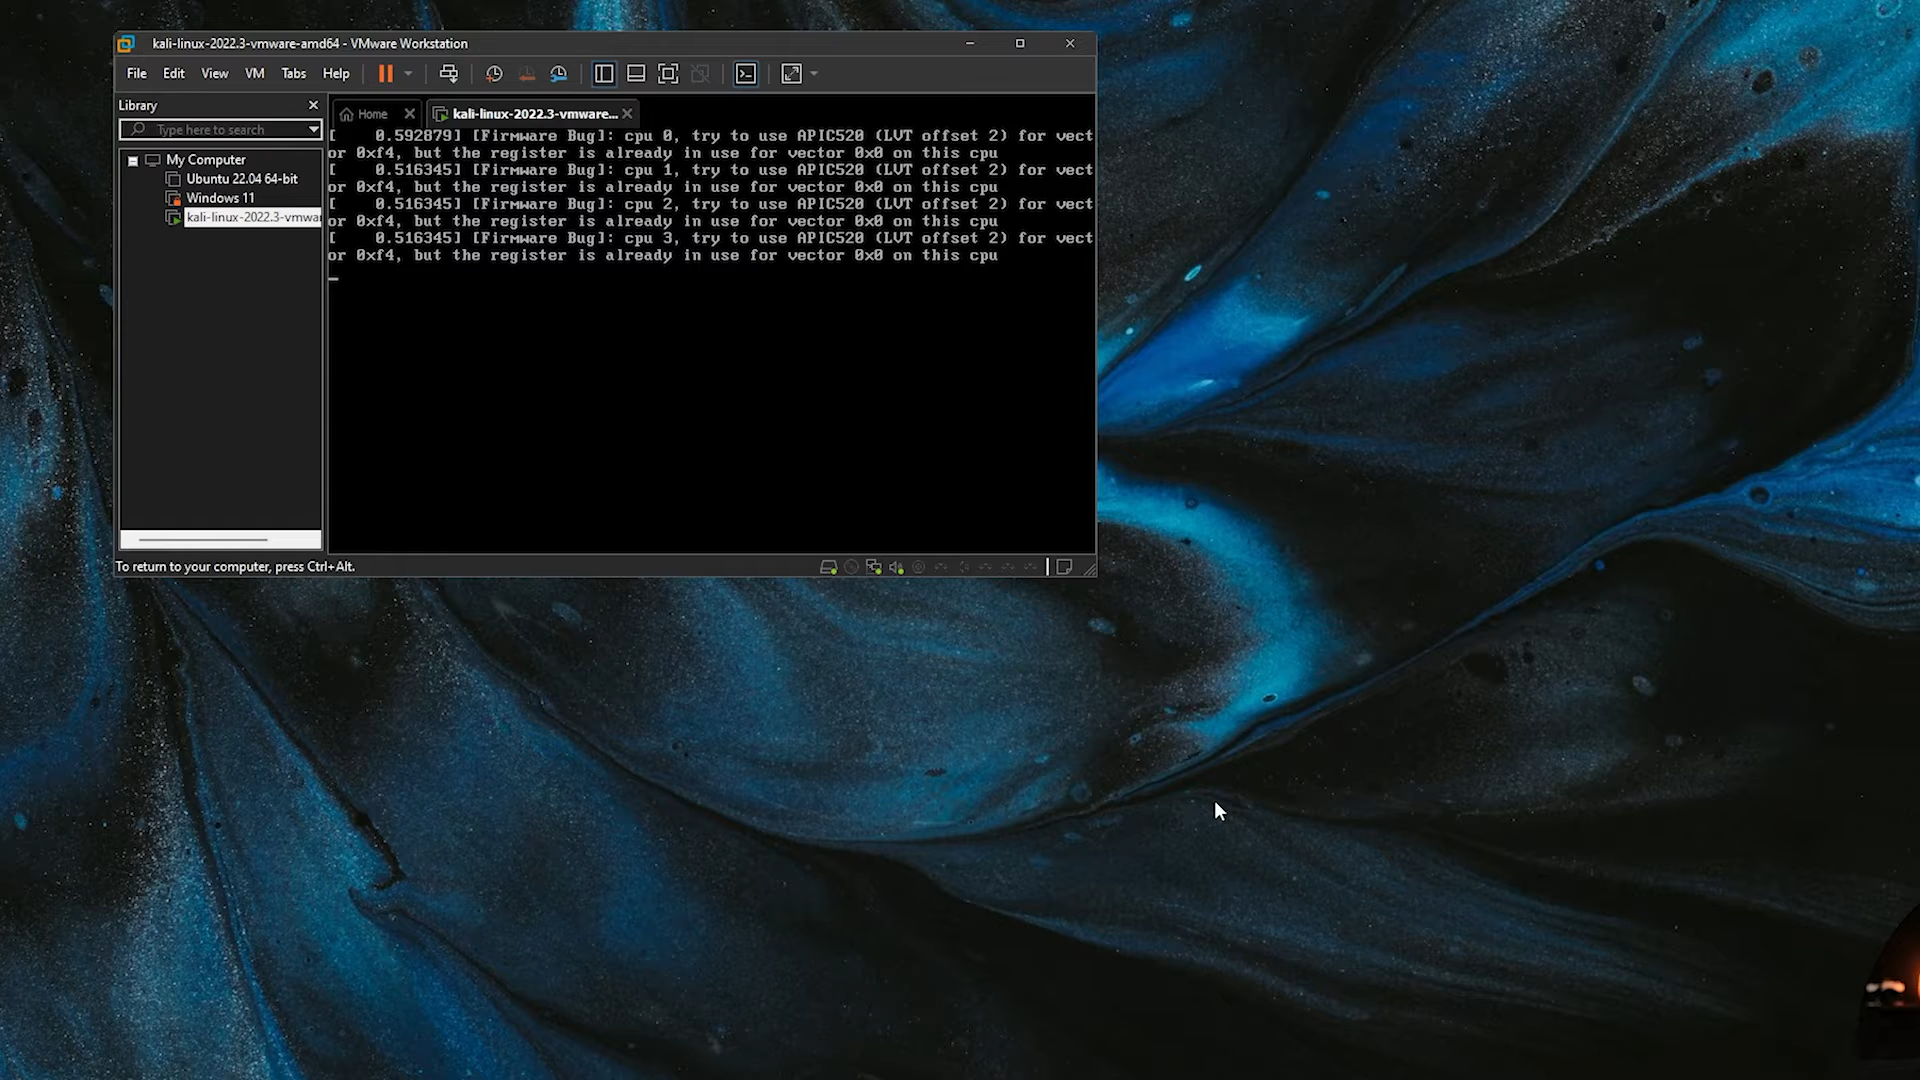 kali-linux-2022.3-vmware-amd64 - VMware Workstation
File Edit View VM Tabs Help
Library
Type here to search
My Computer
Ubuntu 22.04 64-bit
Windows 11
kali-linux-2022.3-vmwar
Home
kali-linux-2022.3-vmware...
[    0.592879] [Firmware Bug]: cpu 0, try to use APIC520 (LVT offset 2) for vect
or 0xf4, but the register is already in use for vector 0x0 on this cpu
[    0.516345] [Firmware Bug]: cpu 1, try to use APIC520 (LVT offset 2) for vect
or 0xf4, but the register is already in use for vector 0x0 on this cpu
[    0.516345] [Firmware Bug]: cpu 2, try to use APIC520 (LVT offset 2) for vect
or 0xf4, but the register is already in use for vector 0x0 on this cpu
[    0.516345] [Firmware Bug]: cpu 3, try to use APIC520 (LVT offset 2) for vect
or 0xf4, but the register is already in use for vector 0x0 on this cpu
To return to your computer, press Ctrl+Alt.